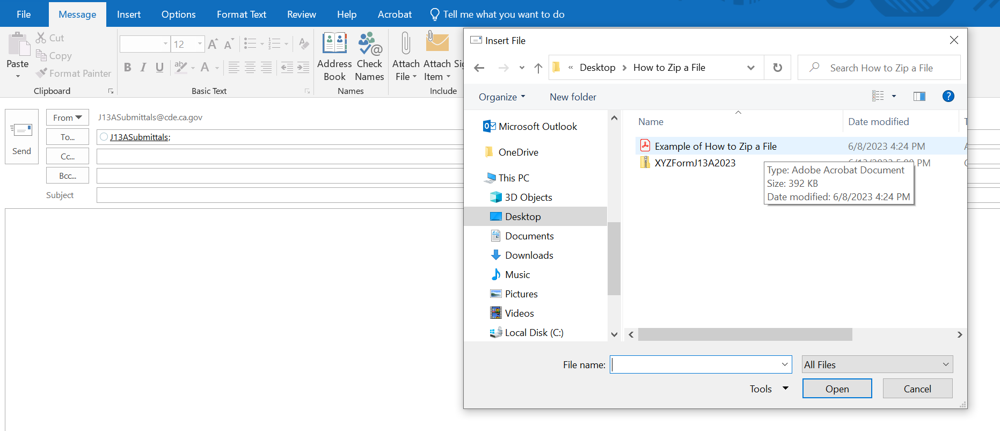 File Message Insert Options Format Text Review Help Acrobat Tell me what you want to do
Paste
Cut
Copy
Format Painter
Clipboard
12
B I U
Basic Text
Address Book
Check Names
Names
Attach File
Attach Item
Include
Send
From
J13ASubmittals@cde.ca.gov
To...
J13ASubmittals;
Cc...
Bcc...
Subject
Insert File
« Desktop > How to Zip a File
Search How to Zip a File
Organize
New folder
Microsoft Outlook
OneDrive
This PC
3D Objects
Desktop
Documents
Downloads
Music
Pictures
Videos
Local Disk (C:)
Name Date modified
Example of How to Zip a File 6/8/2023 4:24 PM
XYZFormJ13A2023 PM
Type: Adobe Acrobat Document
Size: 392 KB
Date modified: 6/8/2023 4:24 PM
File name:
All Files
Tools
Open
Cancel